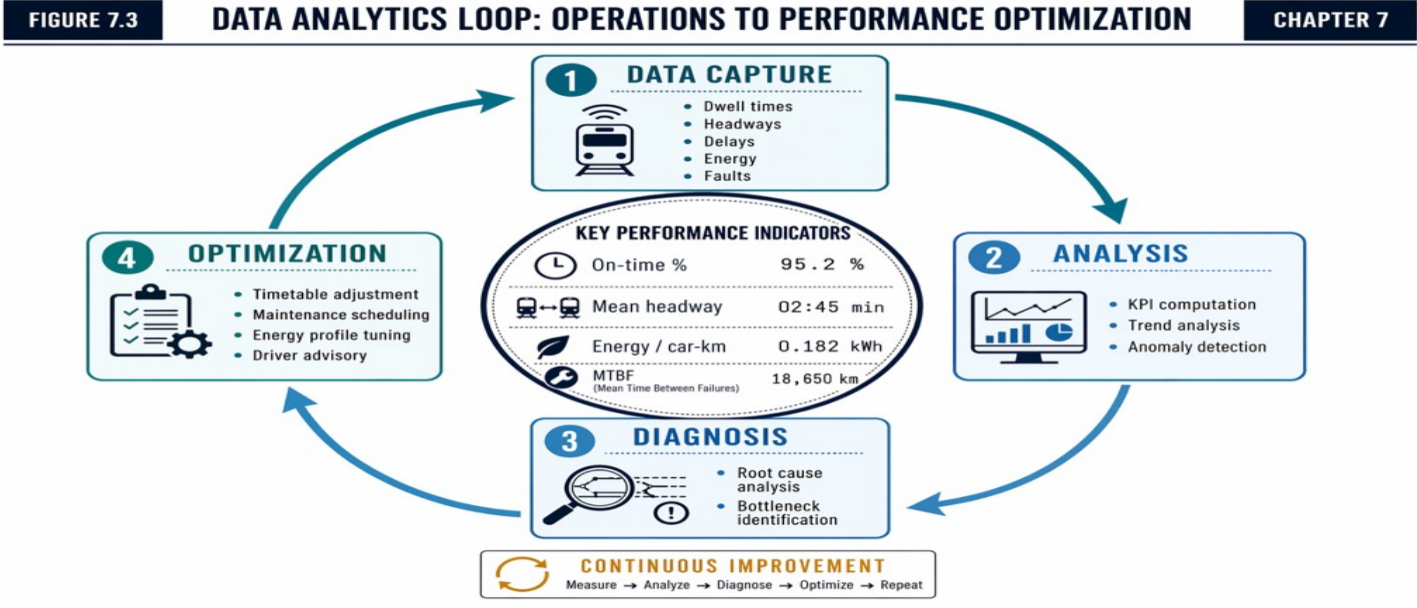 FIGURE 7.3
DATA ANALYTICS LOOP: OPERATIONS TO PERFORMANCE OPTIMIZATION
CHAPTER 7
1
DATA CAPTURE
• Dwell times
• Headways
• Delays
• Energy
• Faults
2
ANALYSIS
• KPI computation
• Trend analysis
• Anomaly detection
3
DIAGNOSIS
• Root cause
analysis
• Bottleneck
identification
4
OPTIMIZATION
• Timetable adjustment
• Maintenance scheduling
• Energy profile tuning
• Driver advisory
KEY PERFORMANCE INDICATORS
On-time % 95.2 %
Mean headway 02:45 min
Energy / car-km 0.182 kWh
MTBF 18,650 km
(Mean Time Between Failures)
CONTINUOUS IMPROVEMENT
Measure → Analyze → Diagnose → Optimize → Repeat